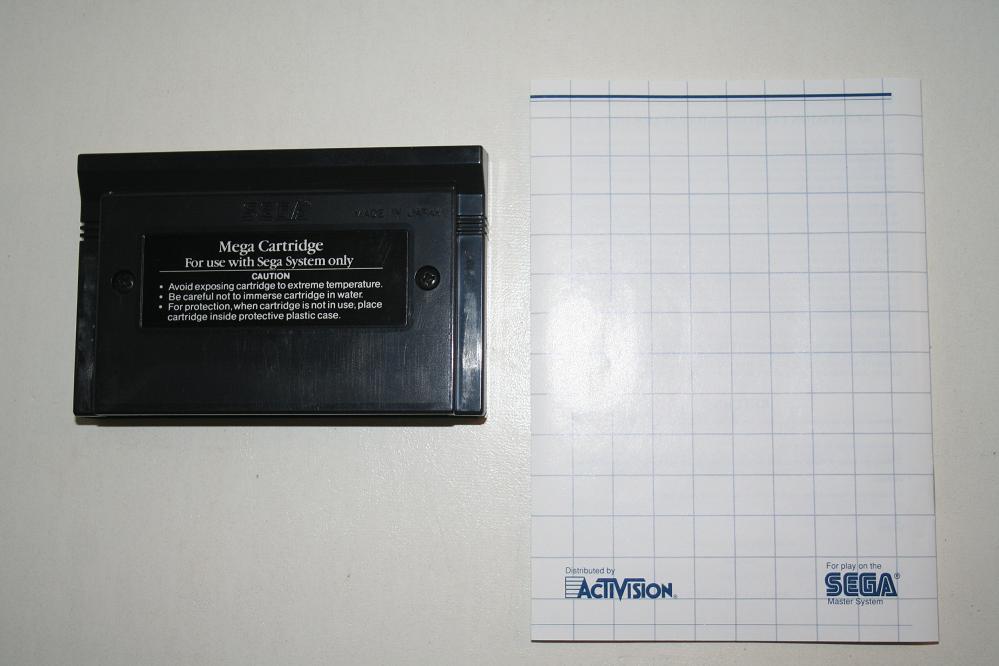 SEGA MADE IN JAPAN
Mega Cartridge
For use with Sega System only
CAUTION
• Avoid exposing cartridge to extreme temperature.
• Be careful not to immerse cartridge in water.
• For protection, when cartridge is not in use, place
cartridge inside protective plastic case.
Distributed by
ACTIVISION®
For play on the
SEGA®
Master System